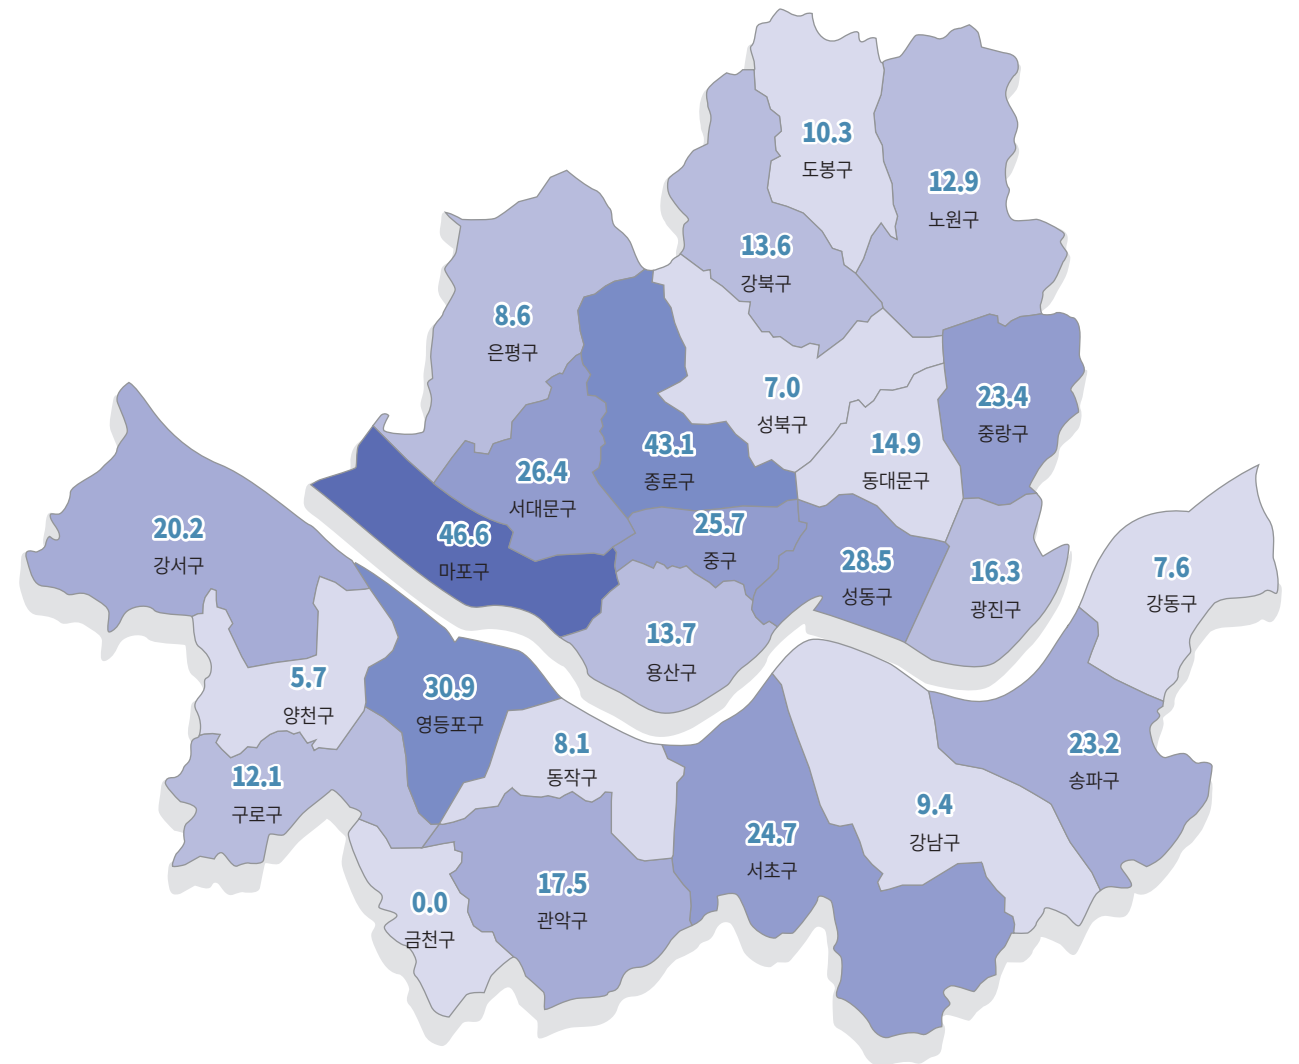 10.3
도봉구
12.9
노원구
13.6
강북구
8.6
은평구
7.0
성북구
23.4
중랑구
43.1
종로구
14.9
동대문구
26.4
서대문구
46.6
마포구
25.7
중구
20.2
강서구
28.5
성동구
16.3
광진구
7.6
강동구
13.7
용산구
5.7
양천구
30.9
영등포구
8.1
동작구
23.2
송파구
12.1
구로구
9.4
강남구
24.7
서초구
17.5
관악구
0.0
금천구